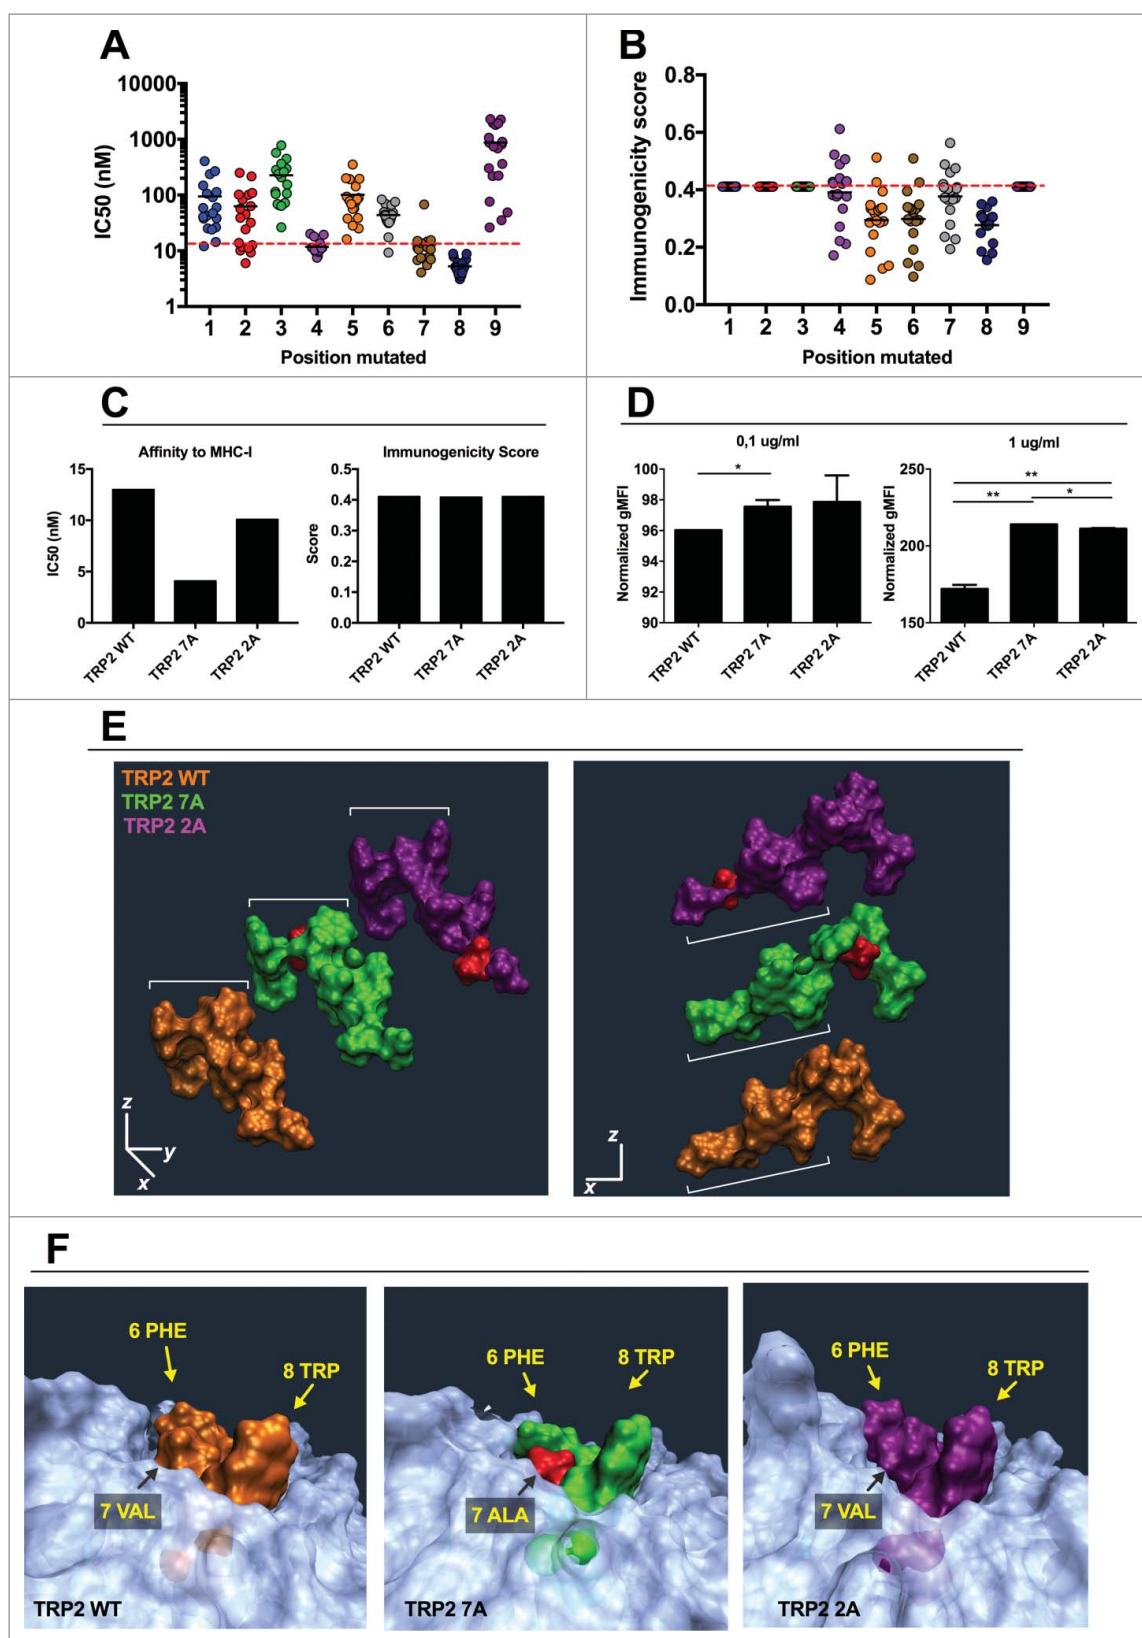 A
IC50 (nM)
10000
1000
100
10
1
1 2 3 4 5 6 7 8 9
Position mutated
B
Immunogenicity score
0.8
0.6
0.4
0.2
0.0
1 2 3 4 5 6 7 8 9
Position mutated
C
Affinity to MHC-I
IC50 (nM)
15
10
5
0
TRP2 WT
TRP2 7A
TRP2 2A
Immunogenicity Score
Score
0.5
0.4
0.3
0.2
0.1
0.0
TRP2 WT
TRP2 7A
TRP2 2A
D
0,1 ug/ml
Normalized gMFI
100
98
96
94
92
90
*
TRP2 WT
TRP2 7A
TRP2 2A
1 ug/ml
Normalized gMFI
250
200
150
**
**
*
TRP2 WT
TRP2 7A
TRP2 2A
E
TRP2 WT
TRP2 7A
TRP2 2A
z
y
x
z
x
F
6 PHE
8 TRP
7 VAL
TRP2 WT
6 PHE
8 TRP
7 ALA
TRP2 7A
6 PHE
8 TRP
7 VAL
TRP2 2A